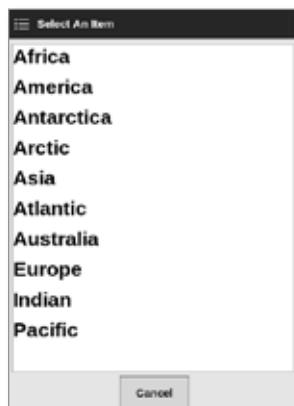 Select An Item
Africa
America
Antarctica
Arctic
Asia
Atlantic
Australia
Europe
Indian
Pacific
Cancel